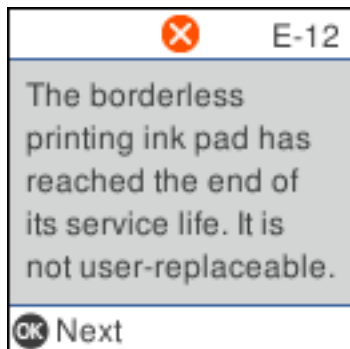 E-12
The borderless
printing ink pad has
reached the end of
its service life. It is
not user-replaceable.
OK Next